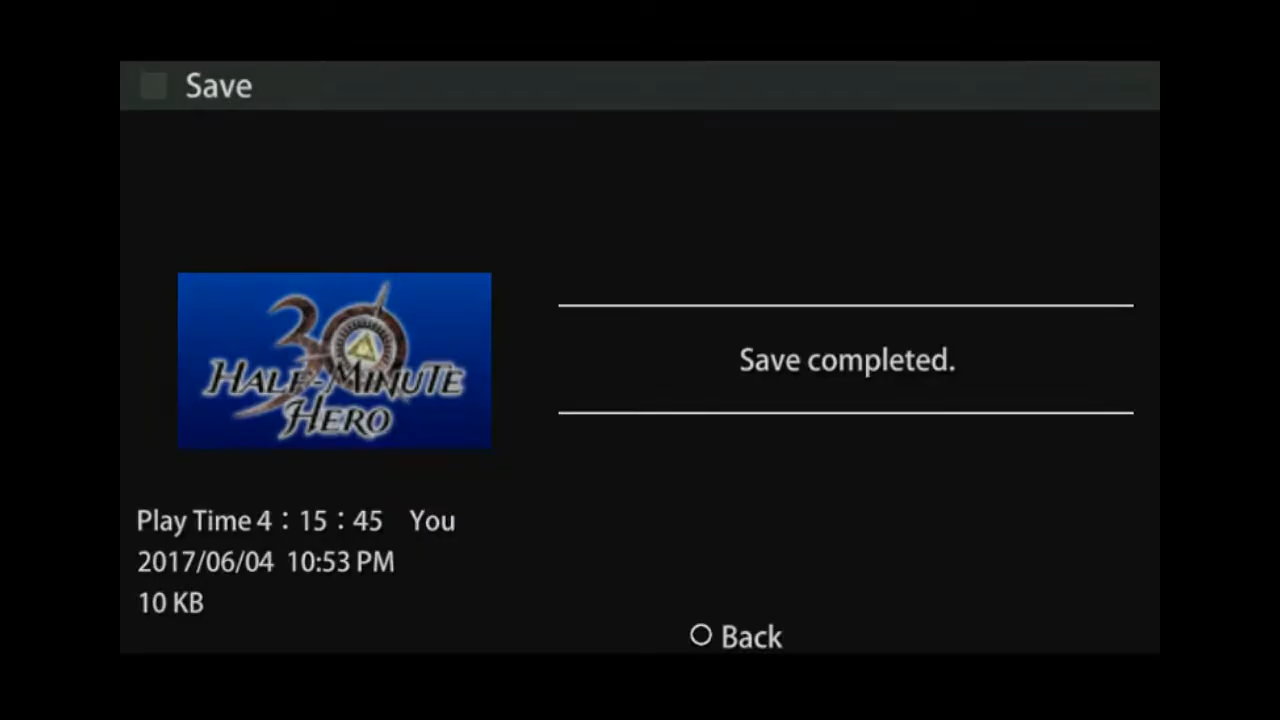 Save
30
HALF-MINUTE
HERO
Save completed.
Play Time 4 : 15 : 45 You
2017/06/04 10:53 PM
10 KB
Back